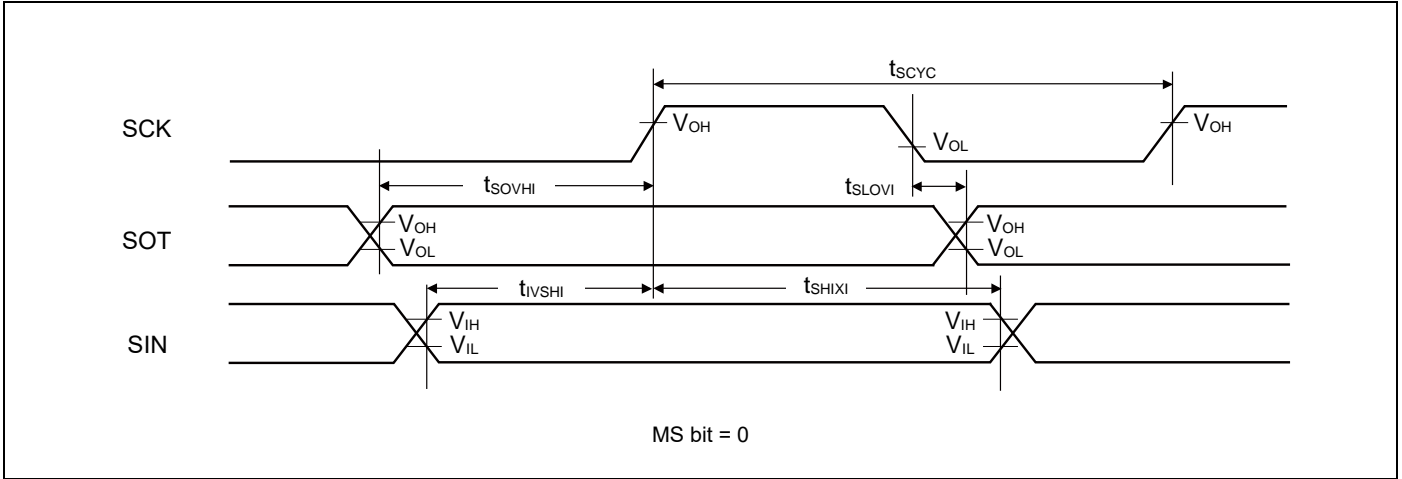 tSCYC
SCK
VOH
VOL
VOH
tSOVHI
tSLOVI
SOT
VOH
VOL
VOH
VOL
tIVSHI
tSHIXI
SIN
VIH
VIL
VIH
VIL
MS bit = 0